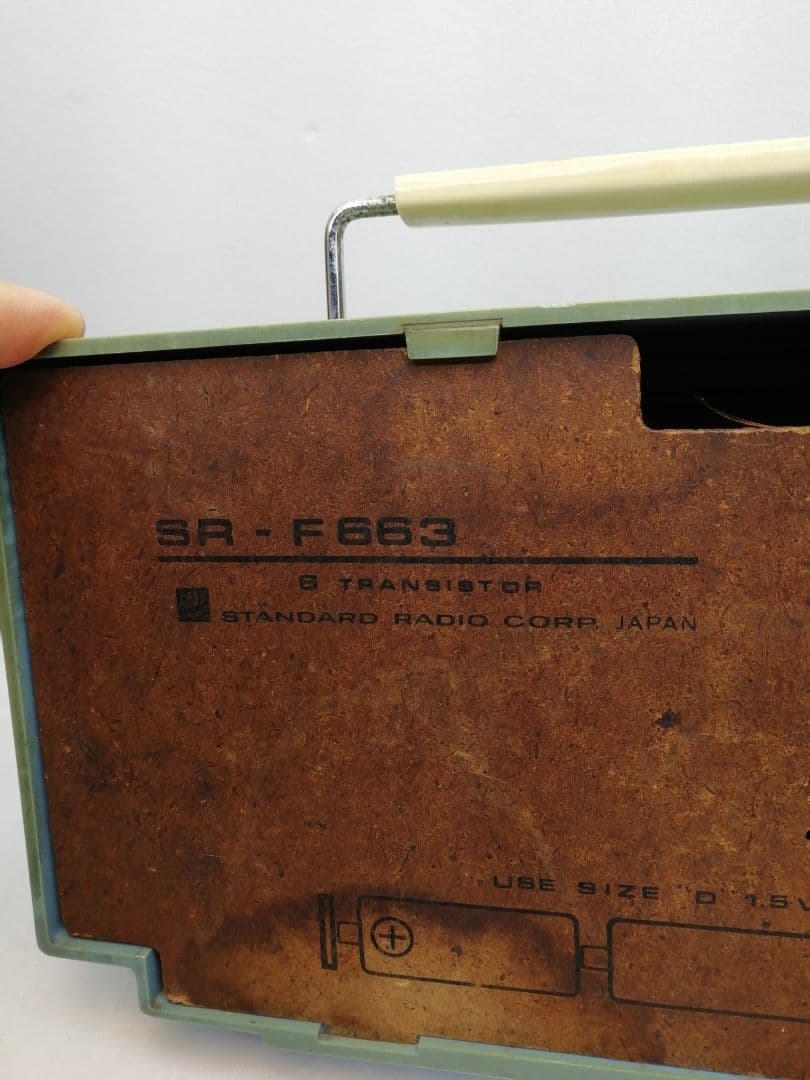 SR - F663
6 TRANSISTOR
STANDARD RADIO CORP. JAPAN
USE SIZE "D" 1.5V
+